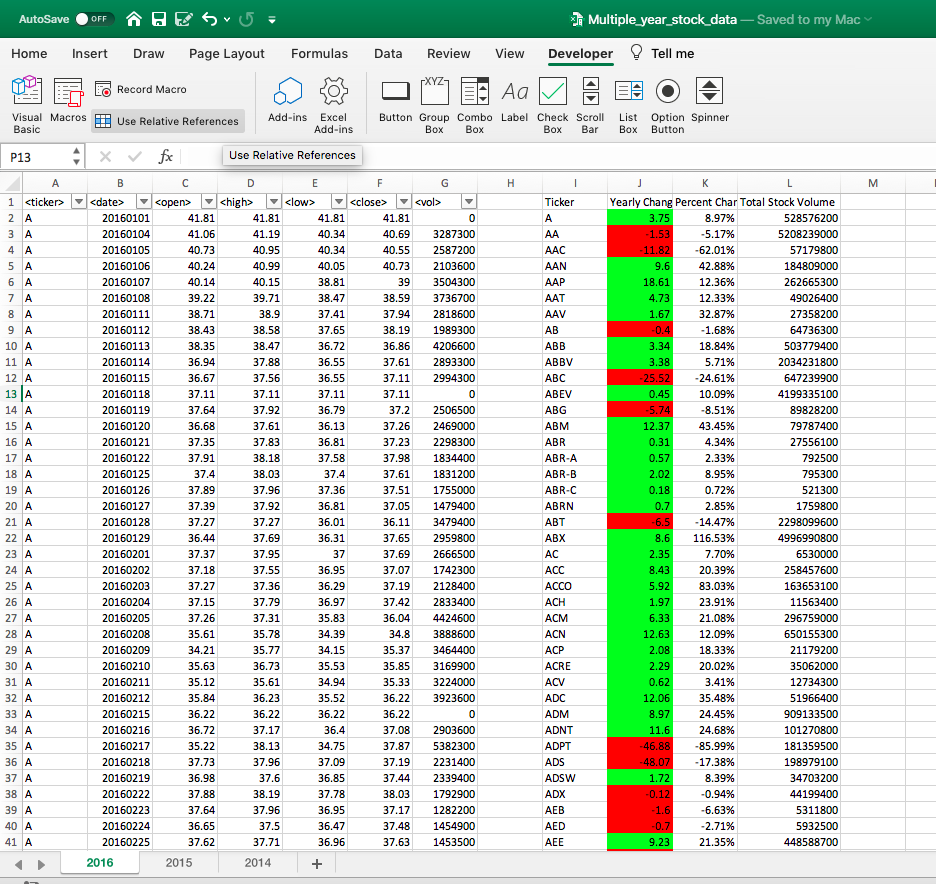 AutoSave OFF Multiple_year_stock_data — Saved to my Mac
Home Insert Draw Page Layout Formulas Data Review View Developer Tell me
Visual Basic Macros Record Macro Use Relative References Add-ins Excel Add-ins Button XYZ Group Box Combo Box Aa Label Check Box Scroll Bar List Box Option Button Spinner
P13 fx Use Relative References
A B C D E F G H I J K L M
1 <ticker> <date> <open> <high> <low> <close> <vol> Ticker Yearly Chang Percent Char Total Stock Volume
2 A 20160101 41.81 41.81 41.81 41.81 0 A 3.75 8.97% 528576200
3 A 20160104 41.06 41.19 40.34 40.69 3287300 AA -1.53 -5.17% 5208239000
4 A 20160105 40.73 40.95 40.34 40.55 2587200 AAC -11.82 -62.01% 57179800
5 A 20160106 40.24 40.99 40.05 40.73 2103600 AAN 9.6 42.88% 184809000
6 A 20160107 40.14 40.15 38.81 39 3504300 AAP 18.61 12.36% 262665300
7 A 20160108 39.22 39.71 38.47 38.59 3736700 AAT 4.73 12.33% 49026400
8 A 20160111 38.71 38.9 37.41 37.94 2818600 AAV 1.67 32.87% 27358200
9 A 20160112 38.43 38.58 37.65 38.19 1989300 AB -0.4 -1.68% 64736300
10 A 20160113 38.35 38.47 36.72 36.86 4206600 ABB 3.34 18.84% 503779400
11 A 20160114 36.94 37.88 36.55 37.61 2893300 ABBV 3.38 5.71% 2034231800
12 A 20160115 36.67 37.56 36.55 37.11 2994300 ABC -25.52 -24.61% 647239900
13 A 20160118 37.11 37.11 37.11 37.11 0 ABEV 0.45 10.09% 4199335100
14 A 20160119 37.64 37.92 36.79 37.2 2506500 ABG -5.74 -8.51% 89828200
15 A 20160120 36.68 37.61 36.13 37.26 2469000 ABM 12.37 43.45% 79787400
16 A 20160121 37.35 37.83 36.81 37.23 2298300 ABR 0.31 4.34% 27556100
17 A 20160122 37.91 38.18 37.58 37.98 1834400 ABR-A 0.57 2.33% 792500
18 A 20160125 37.4 38.03 37.4 37.61 1831200 ABR-B 2.02 8.95% 795300
19 A 20160126 37.89 37.96 37.36 37.51 1755000 ABR-C 0.18 0.72% 521300
20 A 20160127 37.39 37.92 36.81 37.05 1479400 ABRN 0.7 2.85% 1759800
21 A 20160128 37.27 37.27 36.01 36.11 3479400 ABT -6.5 -14.47% 2298099600
22 A 20160129 36.44 37.69 36.31 37.65 2959800 ABX 8.6 116.53% 4996990800
23 A 20160201 37.37 37.95 37 37.69 2666500 AC 2.35 7.70% 6530000
24 A 20160202 37.18 37.55 36.95 37.07 1742300 ACC 8.43 20.39% 258457600
25 A 20160203 37.27 37.36 36.29 37.19 2128400 ACCO 5.92 83.03% 163653100
26 A 20160204 37.15 37.79 36.97 37.42 2833400 ACH 1.97 23.91% 11563400
27 A 20160205 37.26 37.31 35.83 36.04 4424600 ACM 6.33 21.08% 296759000
28 A 20160208 35.61 35.78 34.39 34.8 3888600 ACN 12.63 12.09% 650155300
29 A 20160209 34.21 35.77 34.15 35.37 3464400 ACP 2.08 18.33% 21179200
30 A 20160210 35.63 36.73 35.53 35.85 3169900 ACRE 2.29 20.02% 35062000
31 A 20160211 35.12 35.61 34.94 35.33 3224000 ACV 0.62 3.41% 12734300
32 A 20160212 35.84 36.23 35.52 36.22 3923600 ADC 12.06 35.48% 51966400
33 A 20160215 36.22 36.22 36.22 36.22 0 ADM 8.97 24.45% 909133500
34 A 20160216 36.72 37.17 36.4 37.08 2903600 ADNT 11.6 24.68% 101270800
35 A 20160217 35.22 38.13 34.75 37.87 5382300 ADPT -46.88 -85.99% 181359500
36 A 20160218 37.73 37.96 37.09 37.19 2231400 ADS -48.07 -17.38% 198979100
37 A 20160219 36.98 37.6 36.85 37.44 2339400 ADSW 1.72 8.39% 34703200
38 A 20160222 37.88 38.19 37.78 38.03 1792900 ADX -0.12 -0.94% 44199400
39 A 20160223 37.64 37.96 36.95 37.17 1282200 AEB -1.6 -6.63% 5311800
40 A 20160224 36.65 37.5 36.47 37.48 1454900 AED -0.7 -2.71% 5932500
41 A 20160225 37.62 37.71 36.96 37.63 1453500 AEE 9.23 21.35% 448588700
2016 2015 2014 +